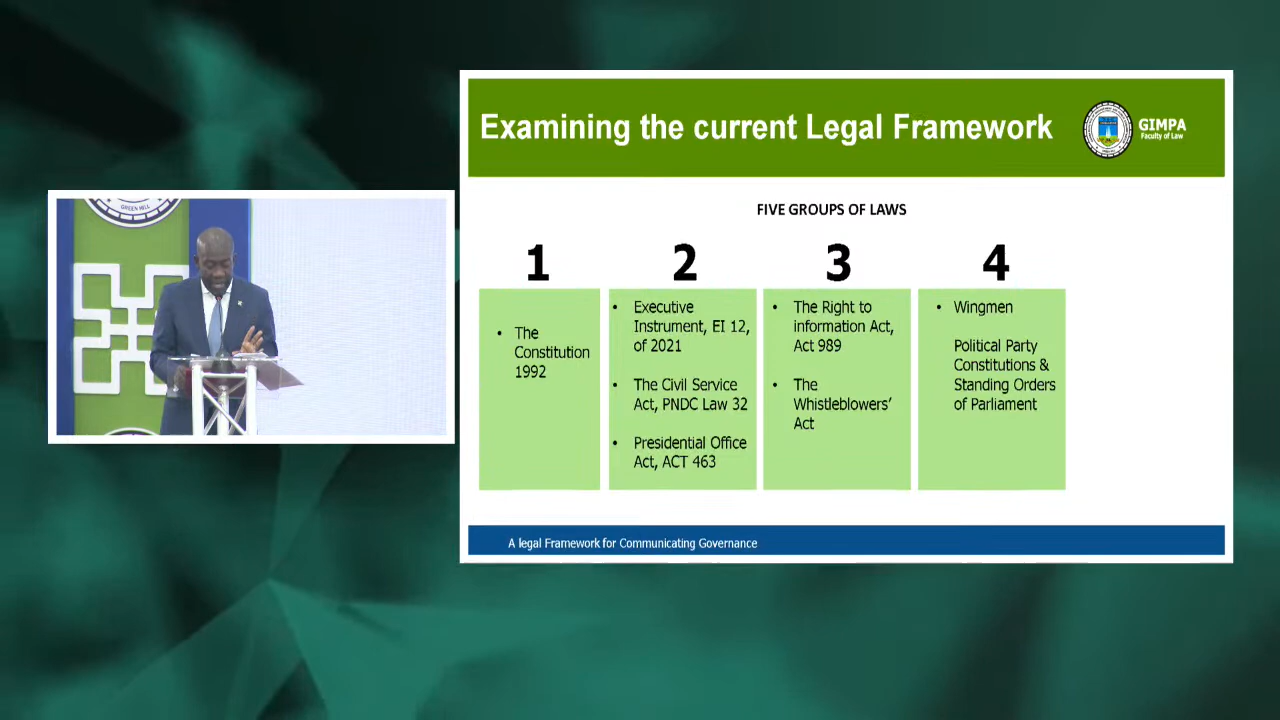 Examining the current Legal Framework
GIMPA
Faculty of Law
FIVE GROUPS OF LAWS
1
• The
Constitution
1992
2
• Executive
Instrument, EI 12,
of 2021
• The Civil Service
Act, PNDC Law 32
• Presidential Office
Act, ACT 463
3
• The Right to
information Act,
Act 989
• The
Whistleblowers’
Act
4
• Wingmen
Political Party
Constitutions &
Standing Orders
of Parliament
A legal Framework for Communicating Governance
GREEN HILL